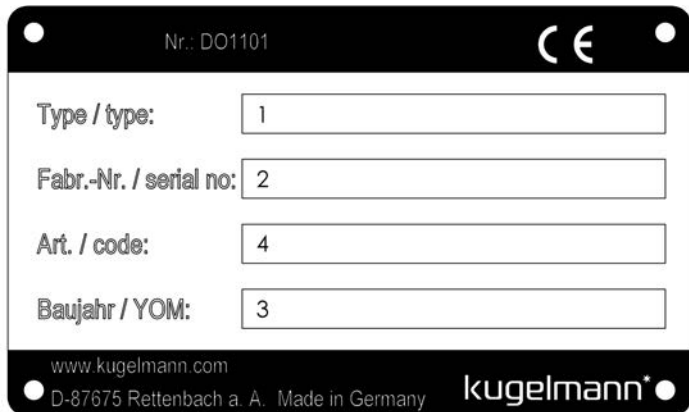 Nr.: DO1101
CE
Type / type: 1
Fabr.-Nr. / serial no: 2
Art. / code: 4
Baujahr / YOM: 3
www.kugelmann.com
D-87675 Rettenbach a. A. Made in Germany
kugelmann*